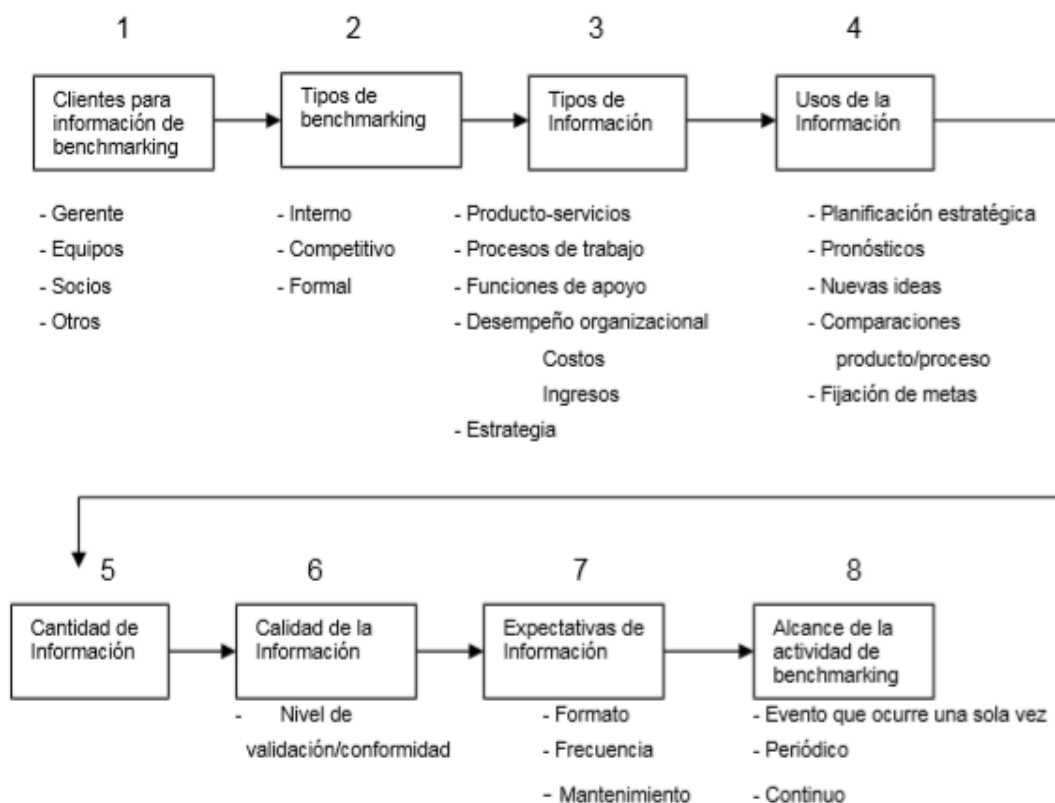 1
2
3
4
Clientes para
información de
benchmarking
Tipos de
benchmarking
Tipos de
Información
Usos de la
Información
- Gerente
- Equipos
- Socios
- Otros
- Interno
- Competitivo
- Formal
- Producto-servicios
- Procesos de trabajo
- Funciones de apoyo
- Desempeño organizacional
Costos
Ingresos
- Estrategia
- Planificación estratégica
- Pronósticos
- Nuevas ideas
- Comparaciones
producto/proceso
- Fijación de metas
5
6
7
8
Cantidad de
Información
Calidad de la
Información
Expectativas de
Información
Alcance de la
actividad de
benchmarking
- Nivel de
validación/conformidad
- Formato
- Frecuencia
- Mantenimiento
- Evento que ocurre una sola vez
- Periódico
- Continuo